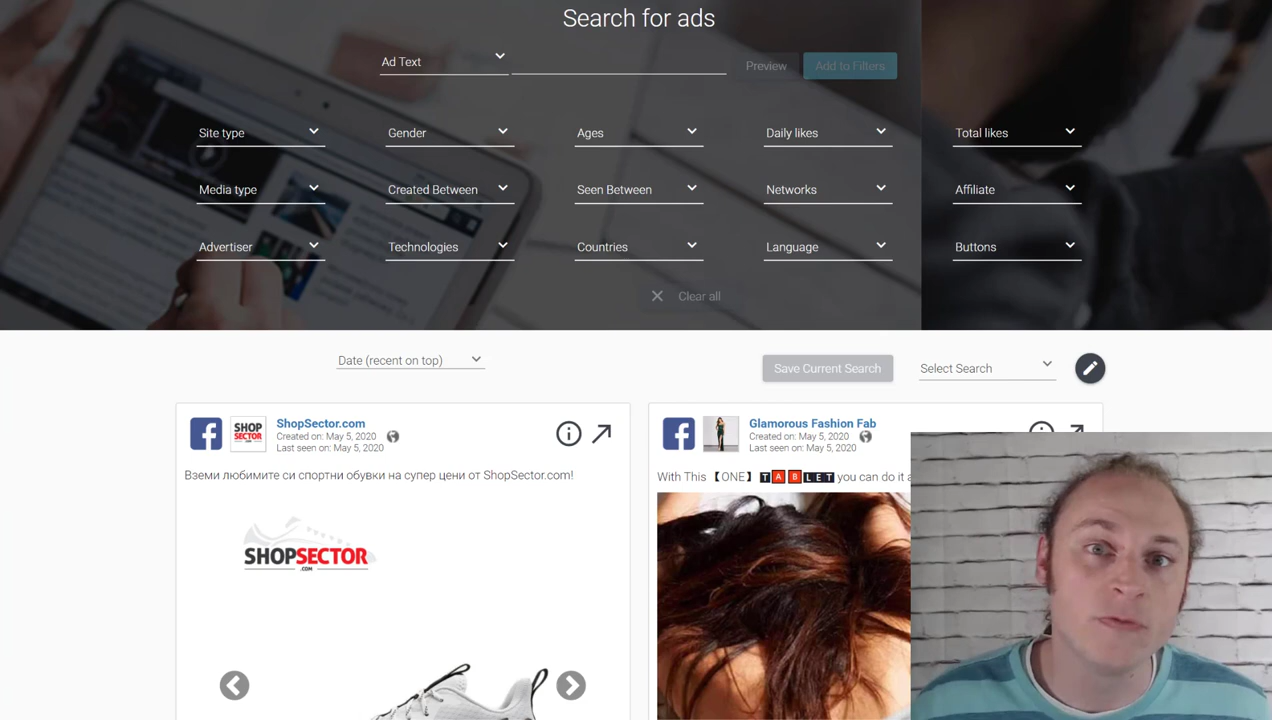 Search for ads
Ad Text
Preview
Add to Filters
Site type
Gender
Ages
Daily likes
Total likes
Media type
Created Between
Seen Between
Networks
Affiliate
Advertiser
Technologies
Countries
Language
Buttons
Clear all
Date (recent on top)
Save Current Search
Select Search
SHOP
SECTOR
ShopSector.com
Created on: May 5, 2020
Last seen on: May 5, 2020
Вземи любимите си спортни обувки на супер цени от ShopSector.com!
SHOPSECTOR
.COM
Glamorous Fashion Fab
Created on: May 5, 2020
Last seen on: May 5, 2020
With This 【ONE】 TABLET you can do it a